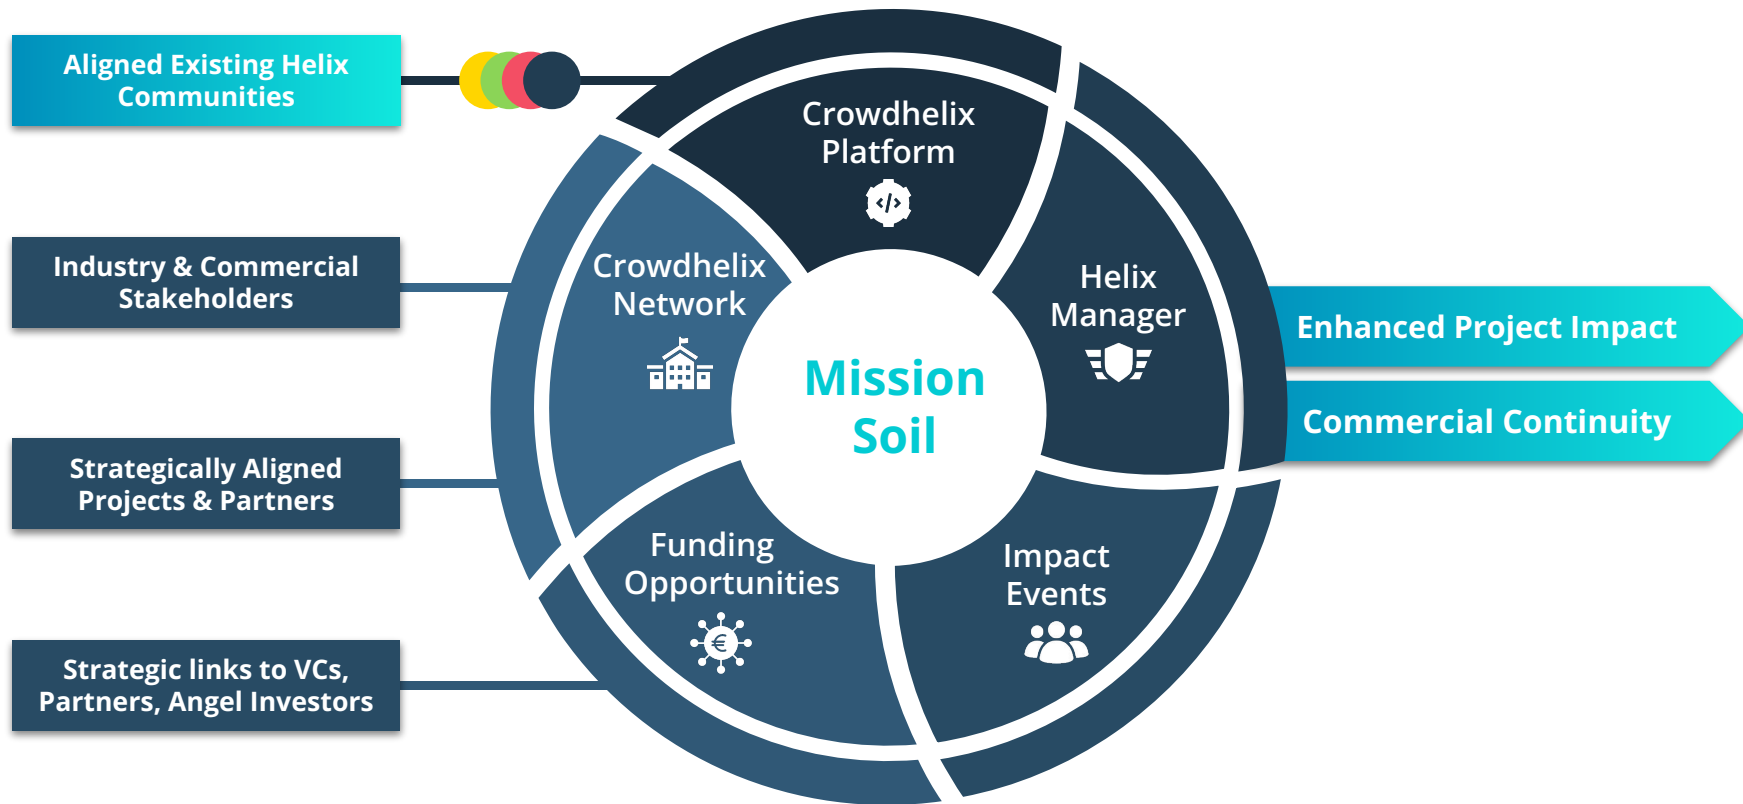 Aligned Existing Helix
Communities
Industry & Commercial
Stakeholders
Strategically Aligned
Projects & Partners
Strategic links to VCs,
Partners, Angel Investors
Crowdhelix
Platform
</>
Crowdhelix
Network
Helix
Manager
Mission
Soil
Funding
Opportunities
€
Impact
Events
Enhanced Project Impact
Commercial Continuity